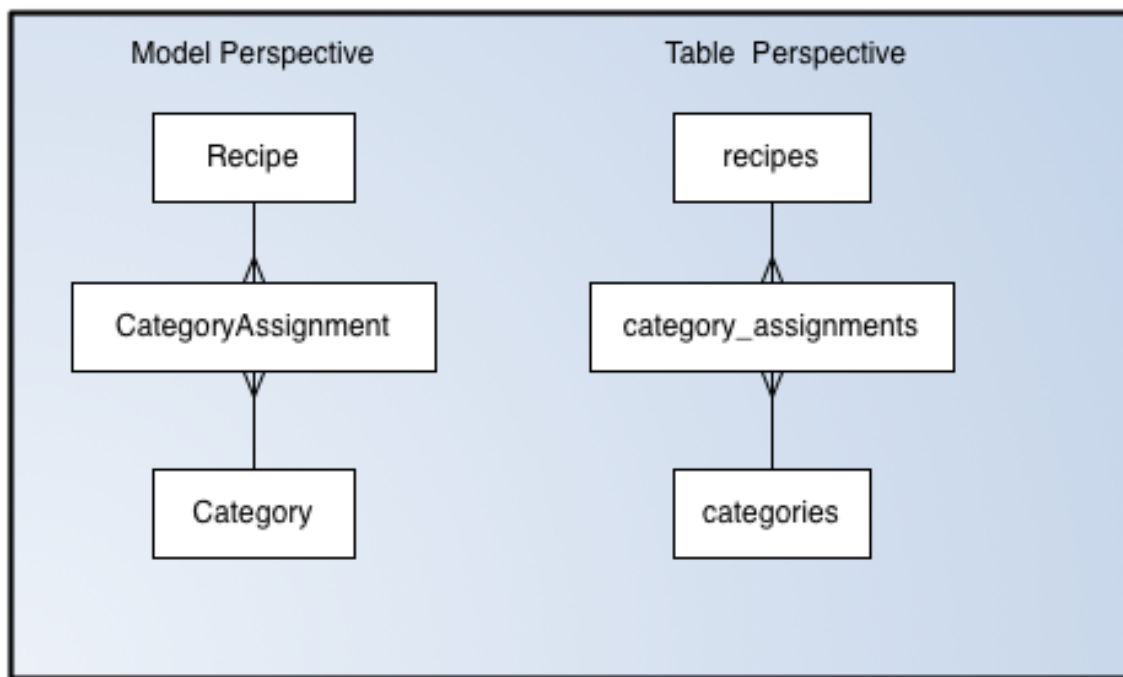 Model Perspective
Recipe
CategoryAssignment
Category
Table Perspective
recipes
category_assignments
categories